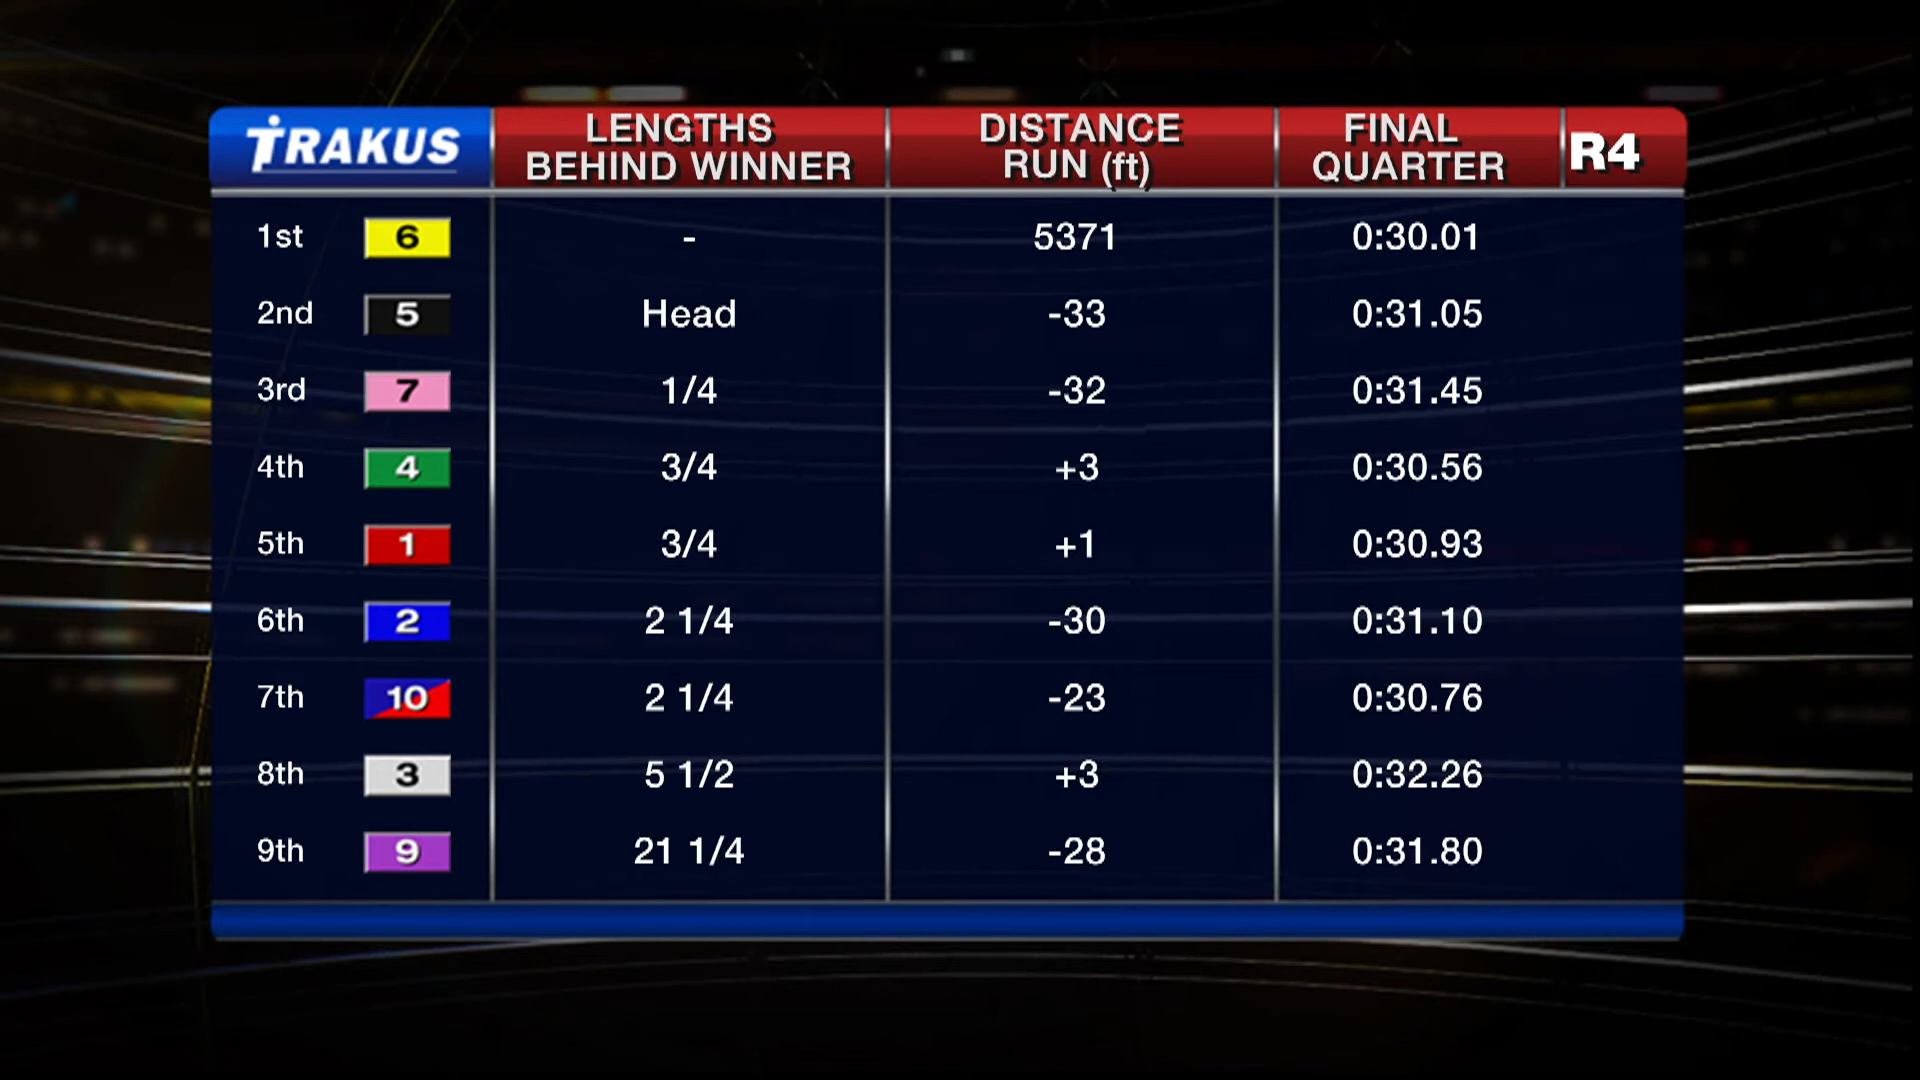 TRAKUS
LENGTHS
BEHIND WINNER
DISTANCE
RUN (ft)
FINAL
QUARTER
R4
1st 6 - 5371 0:30.01
2nd 5 Head -33 0:31.05
3rd 7 1/4 -32 0:31.45
4th 4 3/4 +3 0:30.56
5th 1 3/4 +1 0:30.93
6th 2 2 1/4 -30 0:31.10
7th 10 2 1/4 -23 0:30.76
8th 3 5 1/2 +3 0:32.26
9th 9 21 1/4 -28 0:31.80